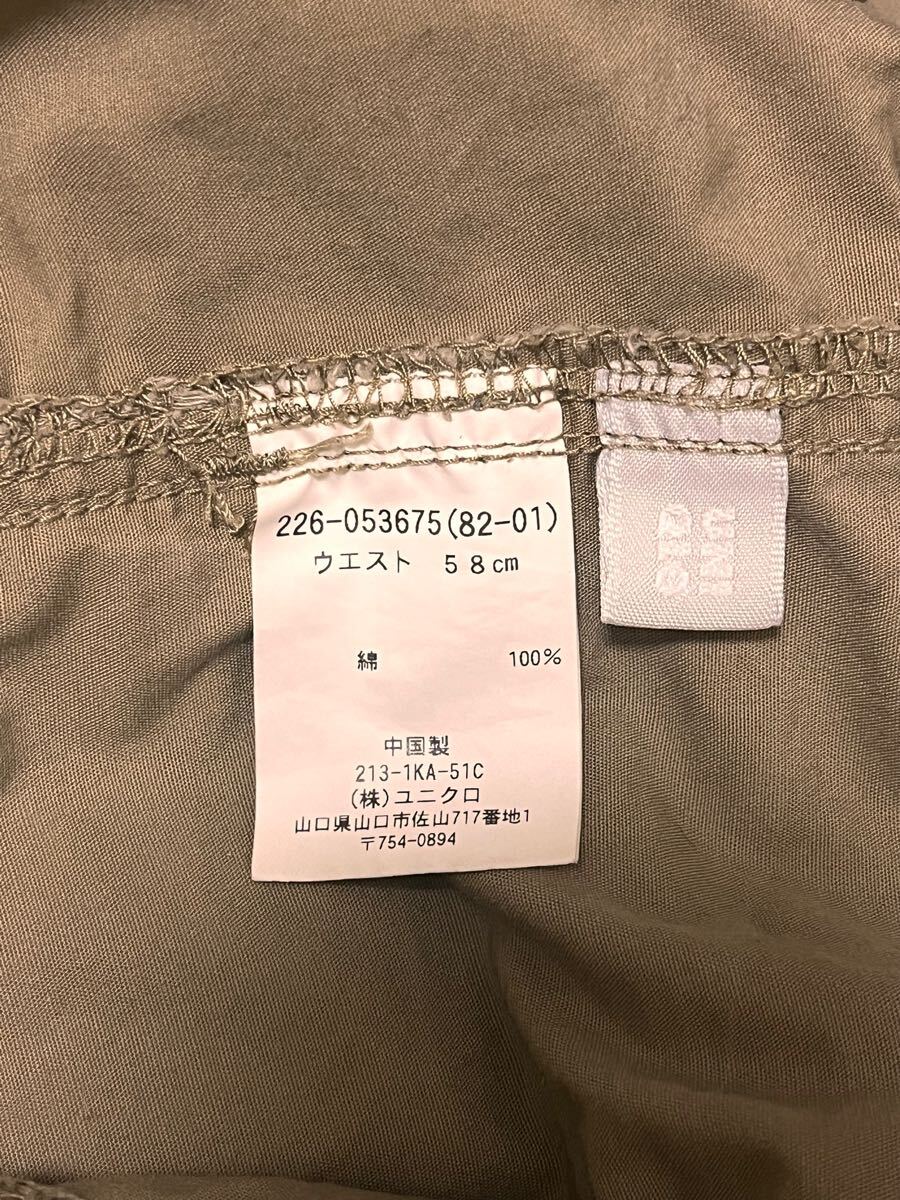 226-053675(82-01)
ウエスト 58cm
綿 100%
中国製
213-1KA-51C
(株)ユニクロ
山口県山口市佐山717番地1
〒754-0894